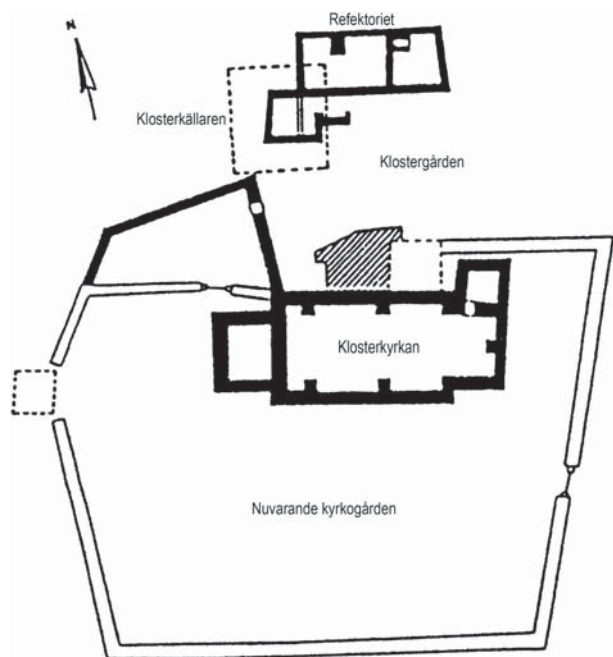 Refektoriet
N
Klosterkällaren
Klostergården
Klosterkyrkan
Nuvarande kyrkogården